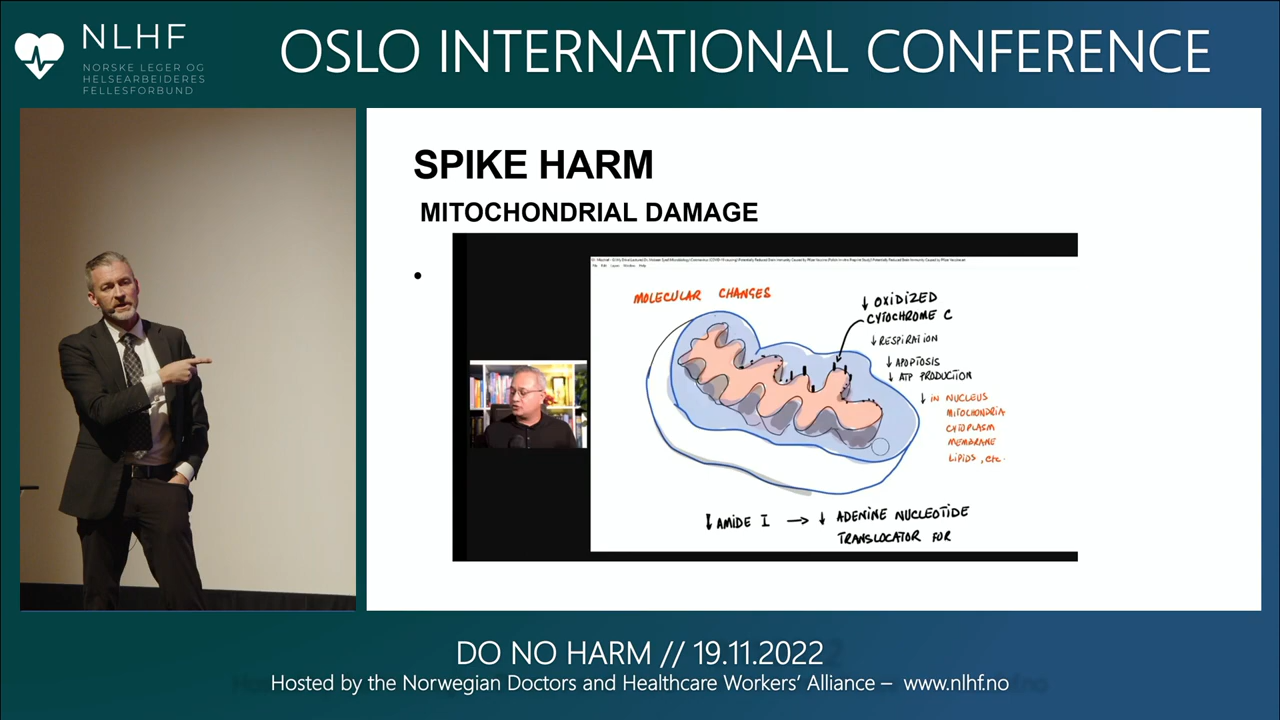 NLHF
NORSKE LEGER OG
HELSEARBEIDERES
FELLESFORBUND
OSLO INTERNATIONAL CONFERENCE
SPIKE HARM
MITOCHONDRIAL DAMAGE
MOLECULAR CHANGES
↓ OXIDIZED
CYTOCHROME C
↓ RESPIRATION
↓ APOPTOSIS
↓ ATP PRODUCTION
↓ IN NUCLEUS
MITOCHONDRIA
CYTOPLASM
MEMBRANE
LIPIDS, etc.
↓ AMIDE I → ↓ ADENINE NUCLEOTIDE
TRANSLOCATOR FOR
DO NO HARM // 19.11.2022
Hosted by the Norwegian Doctors and Healthcare Workers' Alliance – www.nlhf.no